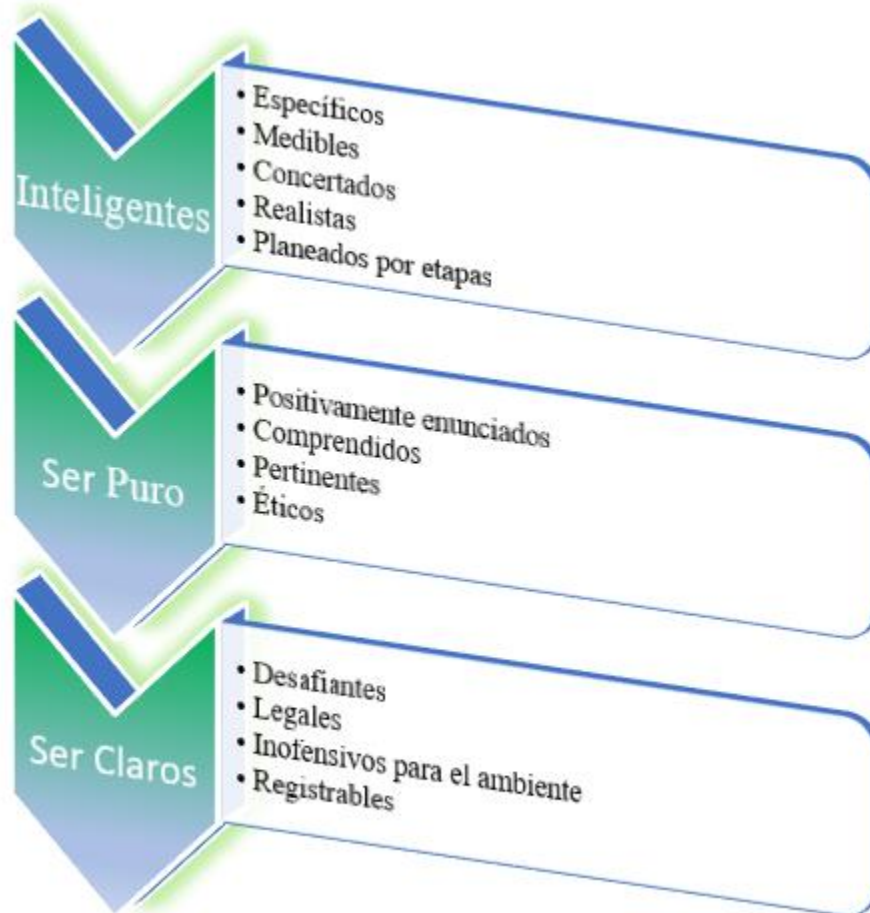 Inteligentes
• Específicos
• Medibles
• Concertados
• Realistas
• Planeados por etapas
Ser Puro
• Positivamente enunciados
• Comprendidos
• Pertinentes
• Éticos
Ser Claros
• Desafiantes
• Legales
• Inofensivos para el ambiente
• Registrables